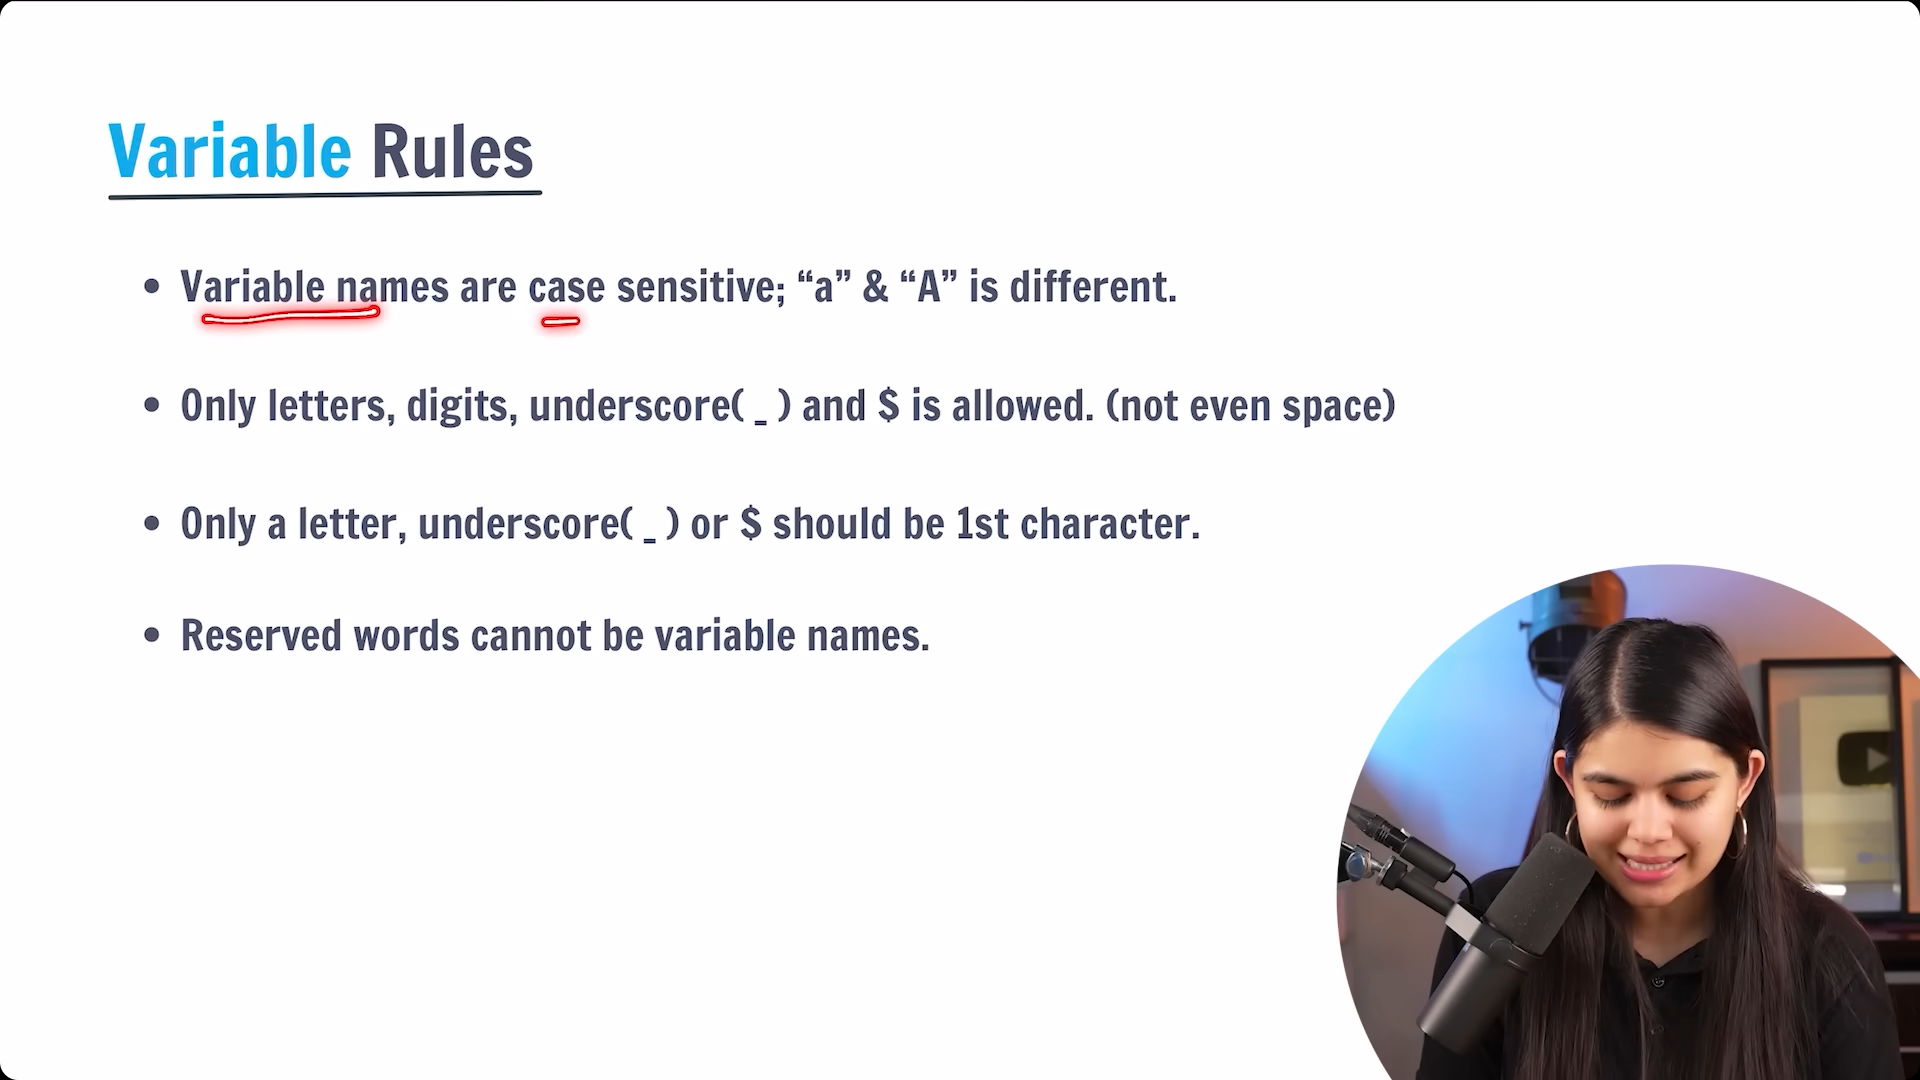 Variable Rules
• Variable names are case sensitive; “a” & “A” is different.
• Only letters, digits, underscore( _ ) and $ is allowed. (not even space)
• Only a letter, underscore( _ ) or $ should be 1st character.
• Reserved words cannot be variable names.